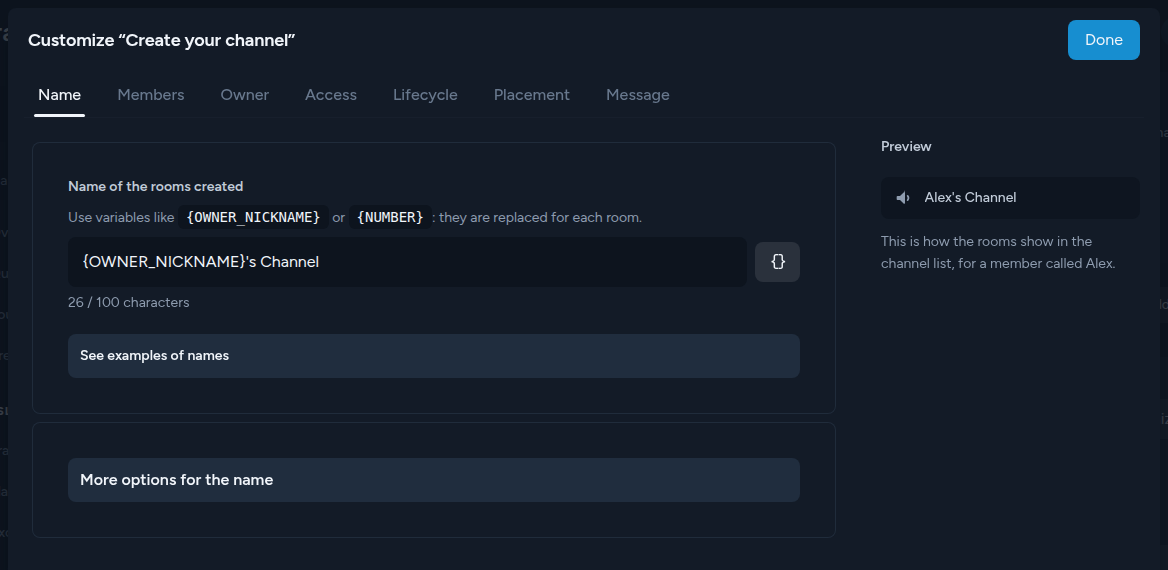 Customize “Create your channel”
Done
Name Members Owner Access Lifecycle Placement Message
Name of the rooms created
Use variables like {OWNER_NICKNAME} or {NUMBER} : they are replaced for each room.
{OWNER_NICKNAME}'s Channel
{}
26 / 100 characters
See examples of names
More options for the name
Preview
Alex's Channel
This is how the rooms show in the
channel list, for a member called Alex.